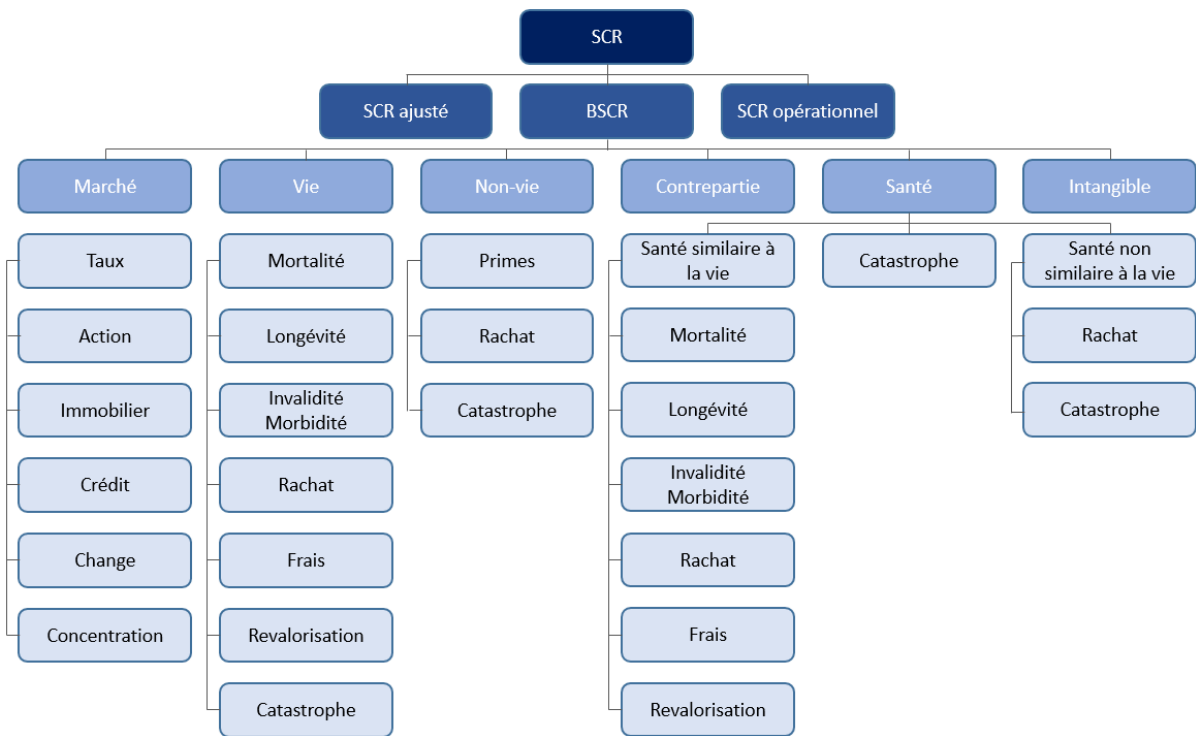 SCR
SCR ajusté
BSCR
SCR opérationnel
Marché
Vie
Non-vie
Contrepartie
Santé
Intangible
Taux
Mortalité
Primes
Santé similaire à
la vie
Catastrophe
Santé non
similaire à la vie
Action
Longévité
Rachat
Mortalité
Rachat
Immobilier
Invalidité
Morbidité
Catastrophe
Longévité
Catastrophe
Crédit
Rachat
Invalidité
Morbidité
Change
Frais
Rachat
Concentration
Revalorisation
Frais
Catastrophe
Revalorisation